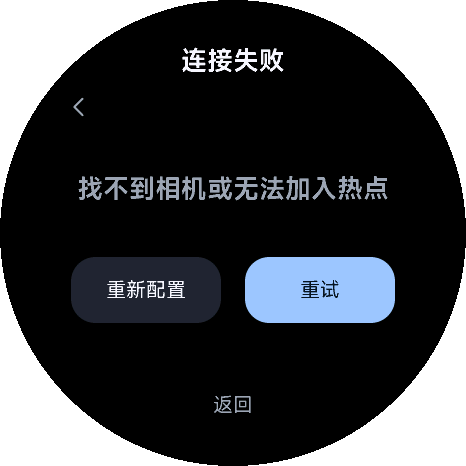 连接失败
找不到相机或无法加入热点
重新配置
重试
返回